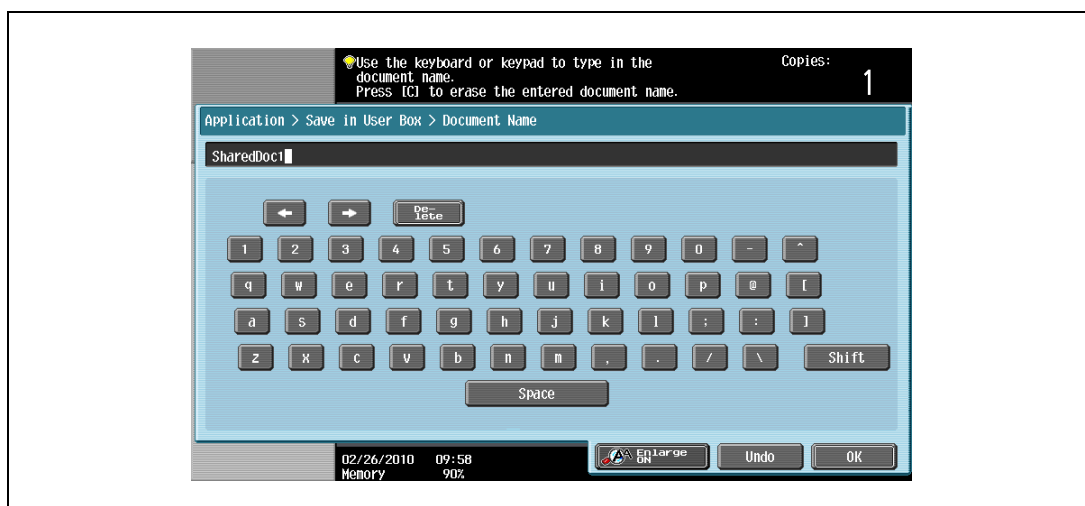 Use the keyboard or keypad to type in the
document name.
Press [C] to erase the entered document name.
Copies:
1
Application > Save in User Box > Document Name
SharedDoc1
← → De-
lete
1 2 3 4 5 6 7 8 9 0 - ^
q w e r t y u i o p @ [
a s d f g h j k l ; : ]
z x c v b n m , . / \ Shift
Space
Enlarge
ON
Undo OK
02/26/2010 09:58
Memory 90%